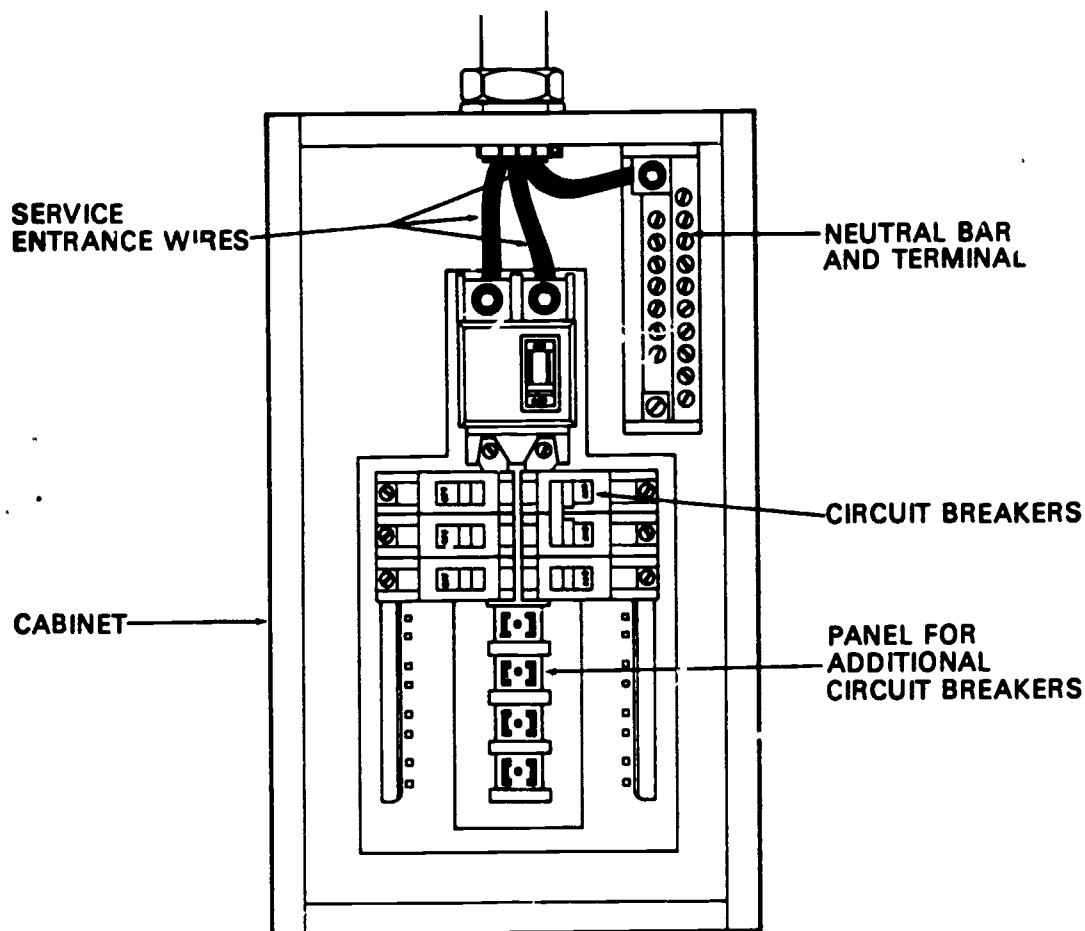 SERVICE
ENTRANCE WIRES
NEUTRAL BAR
AND TERMINAL
CIRCUIT BREAKERS
CABINET
PANEL FOR
ADDITIONAL
CIRCUIT BREAKERS